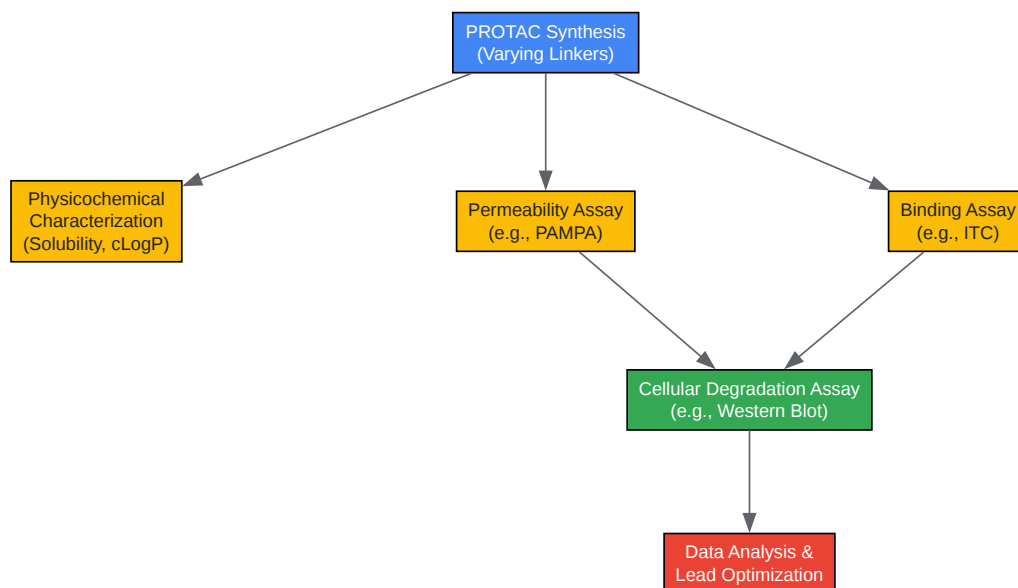 PROTAC Synthesis
(Varying Linkers)
Physicochemical
Characterization
(Solubility, cLogP)
Permeability Assay
(e.g., PAMPA)
Binding Assay
(e.g., ITC)
Cellular Degradation Assay
(e.g., Western Blot)
Data Analysis &
Lead Optimization